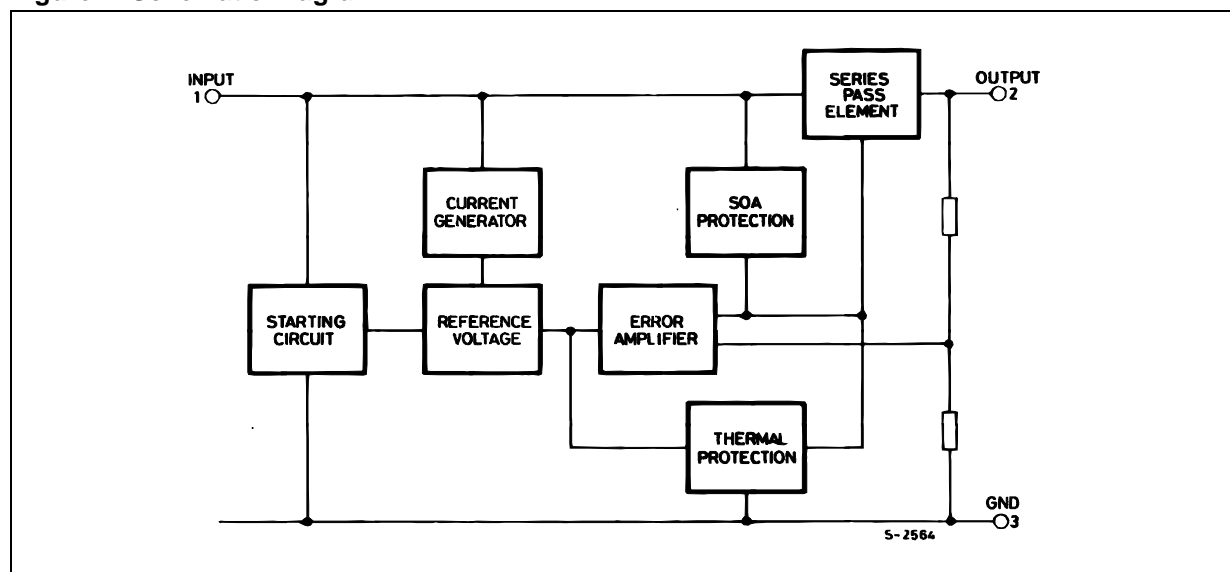 INPUT
1
SERIES
PASS
ELEMENT
OUTPUT
2
CURRENT
GENERATOR
SOA
PROTECTION
STARTING
CIRCUIT
REFERENCE
VOLTAGE
ERROR
AMPLIFIER
THERMAL
PROTECTION
GND
3
S-2564